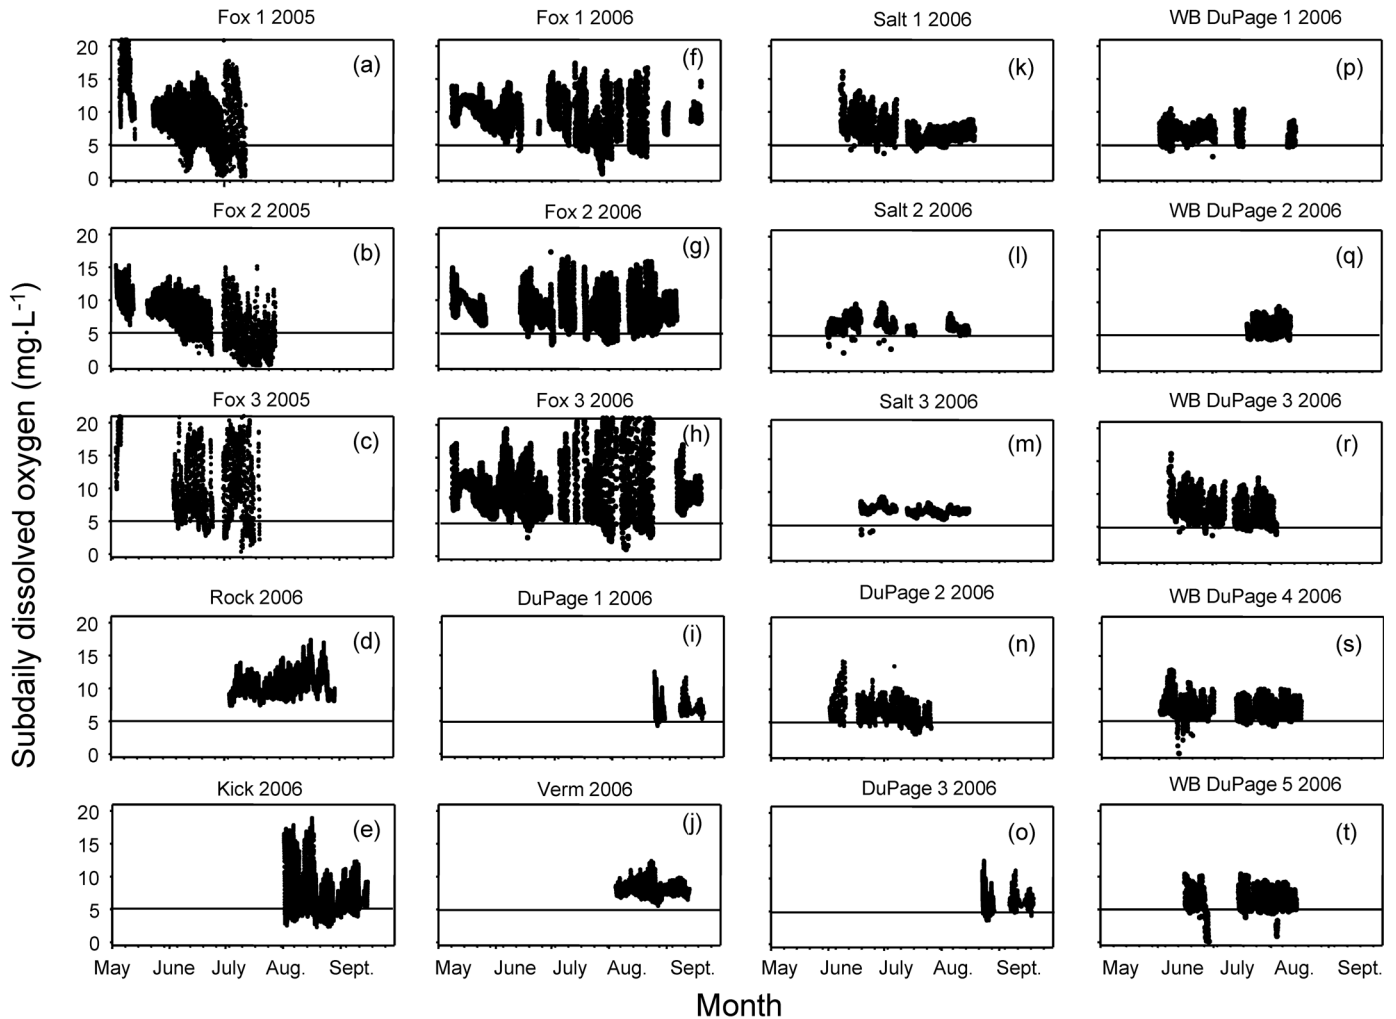 Fox 1 2005 Fox 1 2006 Salt 1 2006 WB DuPage 1 2006
20 (a) (f) (k) (p)
15
10
5
0
Fox 2 2005 Fox 2 2006 Salt 2 2006 WB DuPage 2 2006
20 (b) (g) (l) (q)
15
10
5
0
Fox 3 2005 Fox 3 2006 Salt 3 2006 WB DuPage 3 2006
20 (c) (h) (m) (r)
15
10
5
0
Rock 2006 DuPage 1 2006 DuPage 2 2006 WB DuPage 4 2006
20 (d) (i) (n) (s)
15
10
5
0
Kick 2006 Verm 2006 DuPage 3 2006 WB DuPage 5 2006
20 (e) (j) (o) (t)
15
10
5
0
May June July Aug. Sept. May June July Aug. Sept. May June July Aug. Sept. May June July Aug. Sept.
Month
Subdaily dissolved oxygen (mg·L⁻¹)